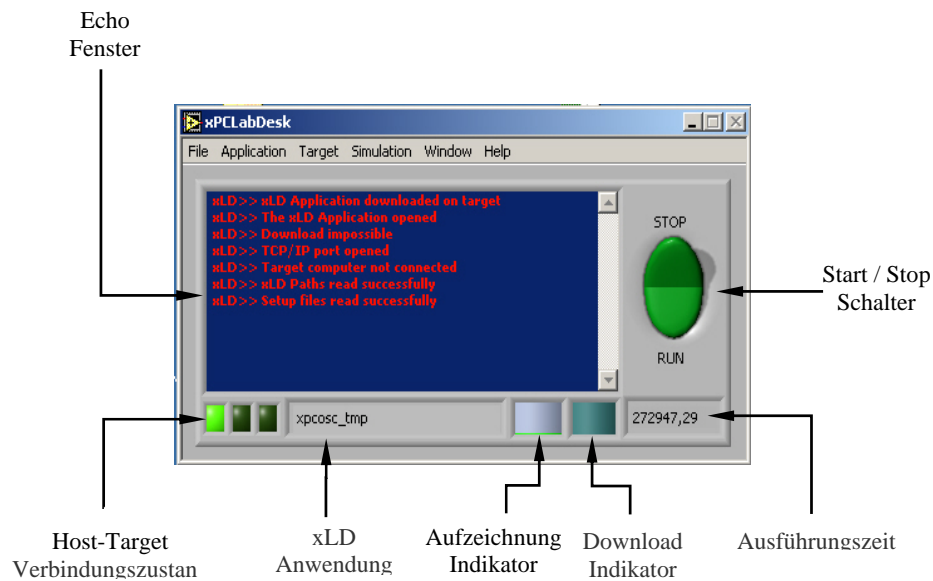 Echo
Fenster
xPCLabDesk
File Application Target Simulation Window Help
xLD>> xLD Application downloaded on target
xLD>> The xLD Application opened
xLD>> Download impossible
xLD>> TCP/IP port opened
xLD>> Target computer not connected
xLD>> xLD Paths read successfully
xLD>> Setup files read successfully
STOP
RUN
Start / Stop
Schalter
xpcosc_tmp
272947,29
Host-Target
Verbindungszustan
xLD
Anwendung
Aufzeichnung
Indikator
Download
Indikator
Ausführungszeit